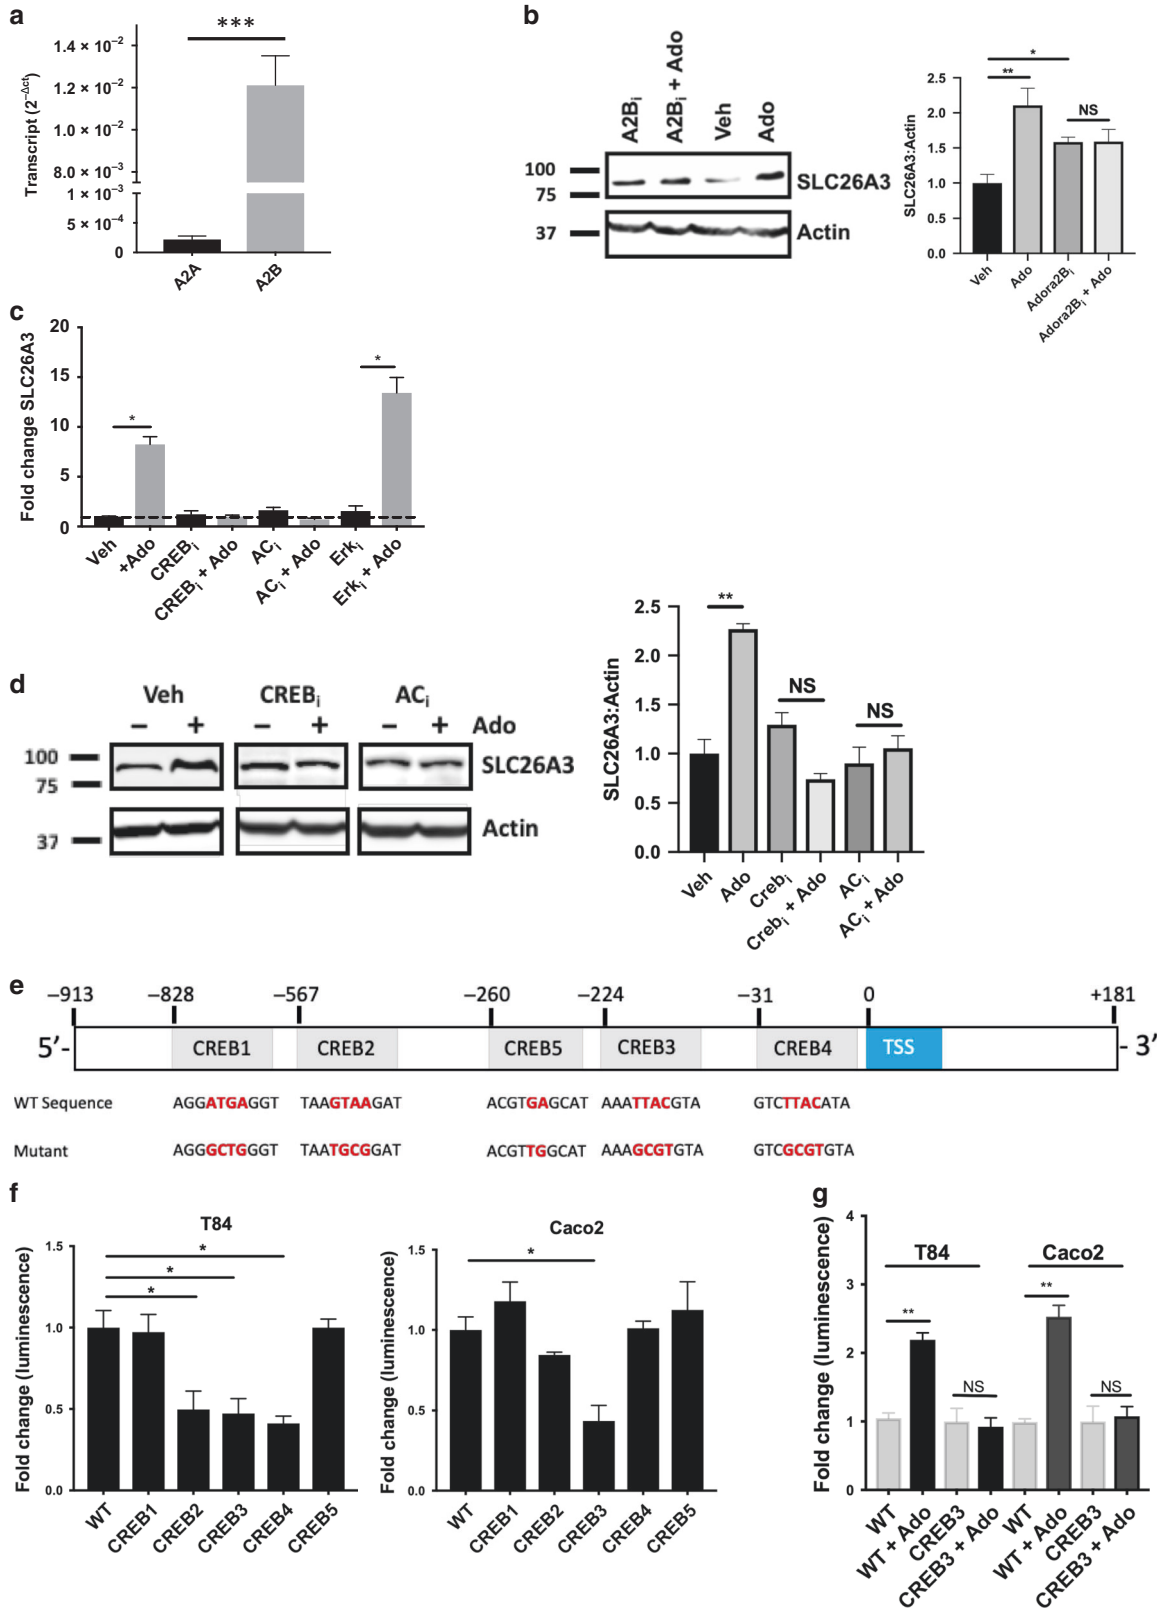 a
***
Transcript (2^−Δct)
1.4 × 10^−2
1.2 × 10^−2
1.0 × 10^−2
8.0 × 10^−3
1 × 10^−3
5 × 10^−4
0
A2A
A2B
b
A2Bi
A2Bi + Ado
Veh
Ado
100
75
37
SLC26A3
Actin
SLC26A3:Actin
2.5
2.0
1.5
1.0
0.5
0.0
*
**
NS
Veh
Ado
Adora2Bi
Adora2Bi + Ado
c
Fold change SLC26A3
20
15
10
5
0
*
*
Veh
+Ado
CREBi
CREBi + Ado
ACi
ACi + Ado
Erki
Erki + Ado
d
Veh
CREBi
ACi
− + − + − + Ado
100
75
37
SLC26A3
Actin
SLC26A3:Actin
2.5
2.0
1.5
1.0
0.5
0.0
**
NS
NS
Veh
Ado
Crebi
Crebi + Ado
ACi
ACi + Ado
e
−913 −828 −567 −260 −224 −31 0 +181
5′- CREB1 CREB2 CREB5 CREB3 CREB4 TSS - 3′
WT Sequence AGGATGAGGT TAAGTAAGAT ACGTGAGCAT AAATTACGTA GTCTTACATA
Mutant AGGGCTGGGT TAATGCGGAT ACGTTGGCAT AAAGCGTGTA GTCGCGTGTA
f
T84
Fold change (luminescence)
1.5
1.0
0.5
0.0
*
*
*
WT
CREB1
CREB2
CREB3
CREB4
CREB5
Caco2
Fold change (luminescence)
1.5
1.0
0.5
0.0
*
WT
CREB1
CREB2
CREB3
CREB4
CREB5
g
Fold change (luminescence)
4
3
2
1
0
T84
Caco2
**
NS
**
NS
WT
WT + Ado
CREB3
CREB3 + Ado
WT
WT + Ado
CREB3
CREB3 + Ado